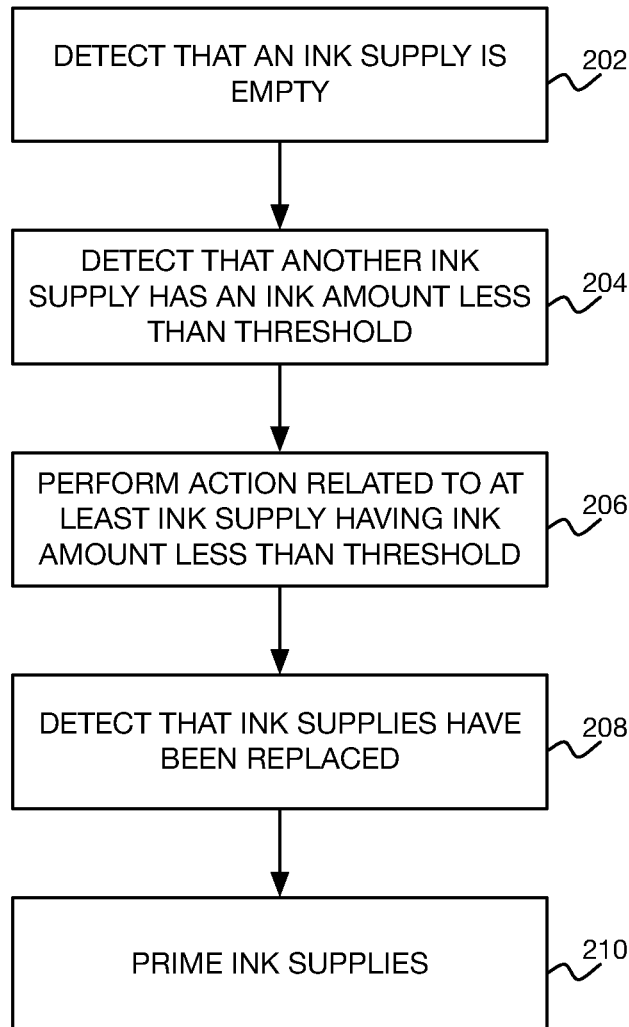 DETECT THAT AN INK SUPPLY IS
EMPTY
202
DETECT THAT ANOTHER INK
SUPPLY HAS AN INK AMOUNT LESS
THAN THRESHOLD
204
PERFORM ACTION RELATED TO AT
LEAST INK SUPPLY HAVING INK
AMOUNT LESS THAN THRESHOLD
206
DETECT THAT INK SUPPLIES HAVE
BEEN REPLACED
208
PRIME INK SUPPLIES
210